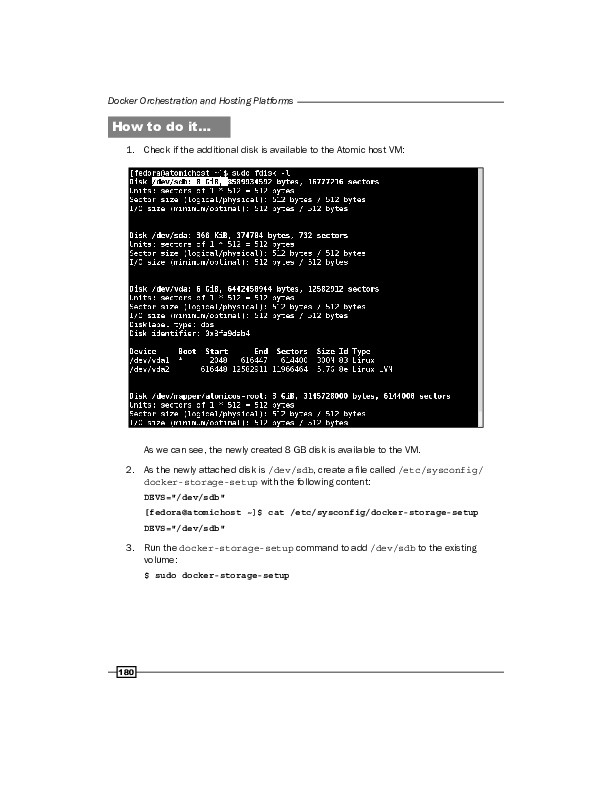 Docker Orchestration and Hosting Platforms
How to do it…
1. Check if the additional disk is available to the Atomic host VM:
[fedora@atomichost ~]$ sudo fdisk -l
Disk /dev/sdb: 8 GiB, 8589934592 bytes, 16777216 sectors
Units: sectors of 1 * 512 = 512 bytes
Sector size (logical/physical): 512 bytes / 512 bytes
I/O size (minimum/optimal): 512 bytes / 512 bytes
Disk /dev/sda: 366 KiB, 374784 bytes, 732 sectors
Units: sectors of 1 * 512 = 512 bytes
Sector size (logical/physical): 512 bytes / 512 bytes
I/O size (minimum/optimal): 512 bytes / 512 bytes
Disk /dev/vda: 6 GiB, 6442450944 bytes, 12582912 sectors
Units: sectors of 1 * 512 = 512 bytes
Sector size (logical/physical): 512 bytes / 512 bytes
I/O size (minimum/optimal): 512 bytes / 512 bytes
Disklabel type: dos
Disk identifier: 0x3fa9dab4
Device Boot Start End Sectors Size Id Type
/dev/vda1 * 2048 616447 614400 300M 83 Linux
/dev/vda2 616448 12582911 11966464 5.7G 8e Linux LVM
Disk /dev/mapper/atomicos-root: 3 GiB, 3145728000 bytes, 6144000 sectors
Units: sectors of 1 * 512 = 512 bytes
Sector size (logical/physical): 512 bytes / 512 bytes
I/O size (minimum/optimal): 512 bytes / 512 bytes
As we can see, the newly created 8 GB disk is available to the VM.
2. As the newly attached disk is /dev/sdb, create a file called /etc/sysconfig/
docker-storage-setup with the following content:
DEVS="/dev/sdb"
[fedora@atomichost ~]$ cat /etc/sysconfig/docker-storage-setup
DEVS="/dev/sdb"
3. Run the docker-storage-setup command to add /dev/sdb to the existing
volume:
$ sudo docker-storage-setup
180